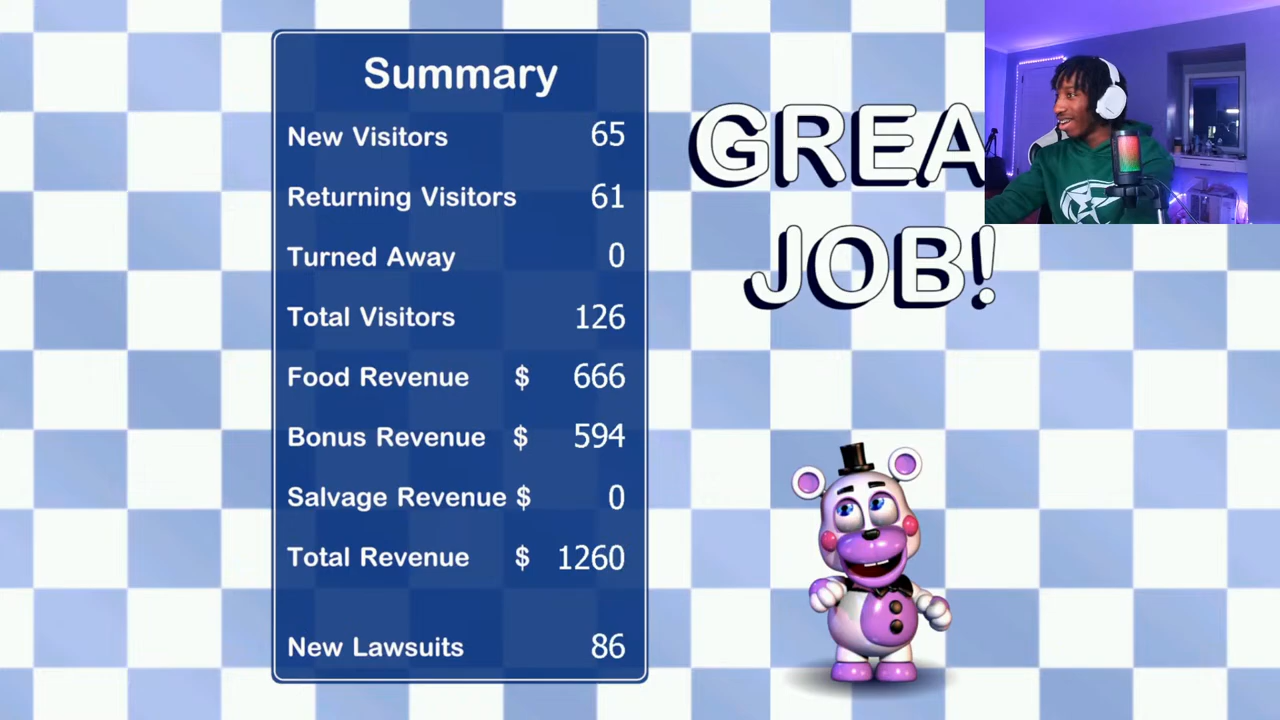 Summary
New Visitors 65
Returning Visitors 61
Turned Away 0
Total Visitors 126
Food Revenue $ 666
Bonus Revenue $ 594
Salvage Revenue $ 0
Total Revenue $ 1260
New Lawsuits 86
GREA
JOB!